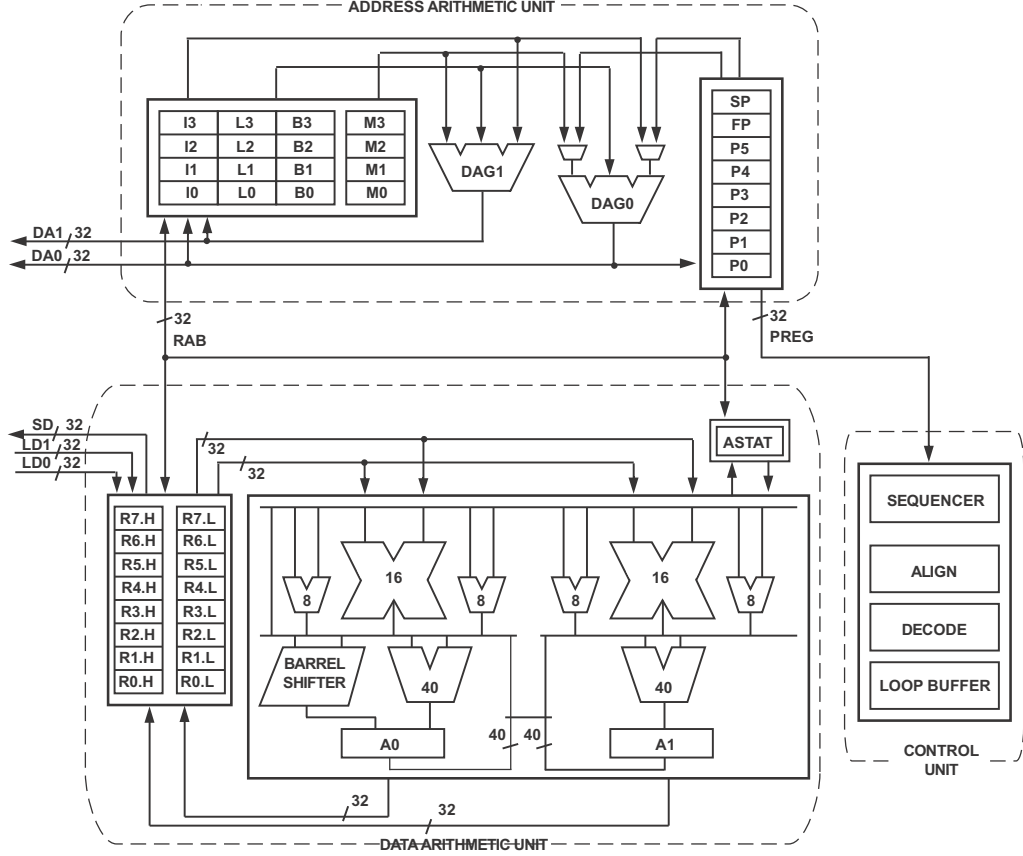 ADDRESS ARITHMETIC UNIT
I3 L3 B3 M3
I2 L2 B2 M2
I1 L1 B1 M1
I0 L0 B0 M0
DAG1
DAG0
SP
FP
P5
P4
P3
P2
P1
P0
DA1 32
DA0 32
32
RAB
32
PREG
SD 32
LD1 32
LD0 32
32
32
ASTAT
R7.H R7.L
R6.H R6.L
R5.H R5.L
R4.H R4.L
R3.H R3.L
R2.H R2.L
R1.H R1.L
R0.H R0.L
8 16 8 8 16 8
BARREL
SHIFTER
40
40
A0
40 40
A1
32
32
DATA ARITHMETIC UNIT
SEQUENCER
ALIGN
DECODE
LOOP BUFFER
CONTROL
UNIT